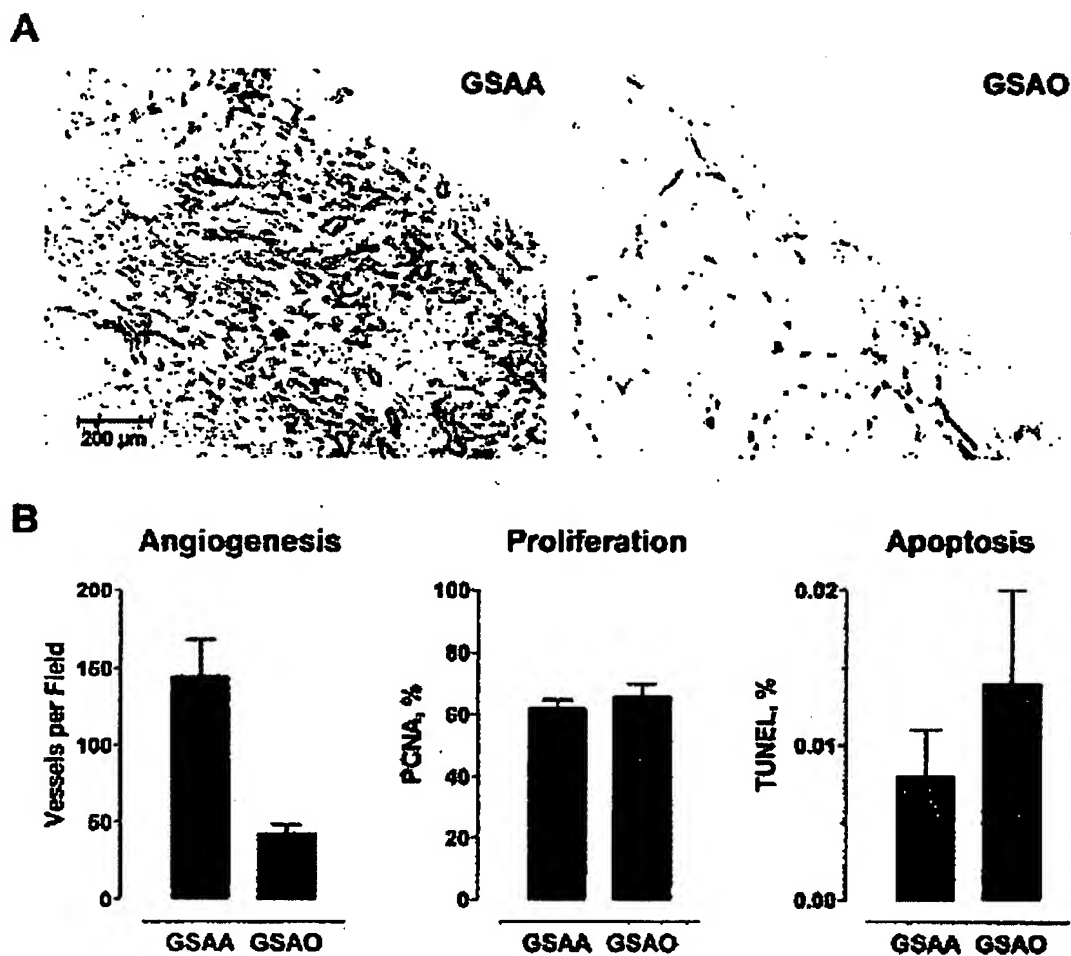 A
GSAA
GSAO
200 µm
B
Angiogenesis
Proliferation
Apoptosis
200
150
100
50
0
Vessels per Field
GSAA GSAO
100
80
60
40
20
0
PCNA, %
GSAA GSAO
0.02
0.01
0.00
TUNEL, %
GSAA GSAO